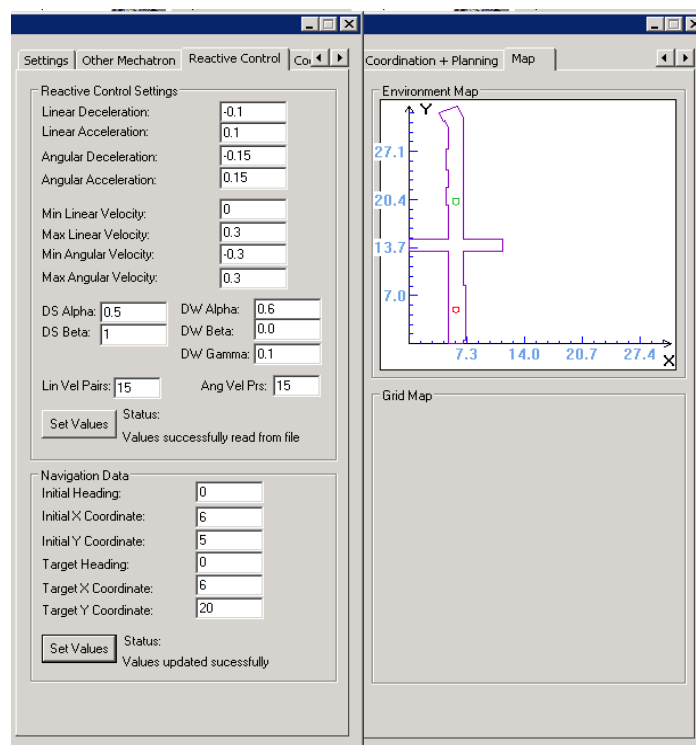 Settings
Other Mechatron
Reactive Control
Reactive Control Settings
Linear Deceleration: -0.1
Linear Acceleration: 0.1
Angular Deceleration: -0.15
Angular Acceleration: 0.15
Min Linear Velocity: 0
Max Linear Velocity: 0.3
Min Angular Velocity: -0.3
Max Angular Velocity: 0.3
DS Alpha: 0.5 DW Alpha: 0.6
DS Beta: 1 DW Beta: 0.0
DW Gamma: 0.1
Lin Vel Pairs: 15 Ang Vel Prs: 15
Set Values Status:
Values successfully read from file
Navigation Data
Initial Heading: 0
Initial X Coordinate: 6
Initial Y Coordinate: 5
Target Heading: 0
Target X Coordinate: 6
Target Y Coordinate: 20
Set Values Status:
Values updated sucessfully
Coordination + Planning Map
Environment Map
Y
27.1
20.4
13.7
7.0
7.3 14.0 20.7 27.4 X
Grid Map